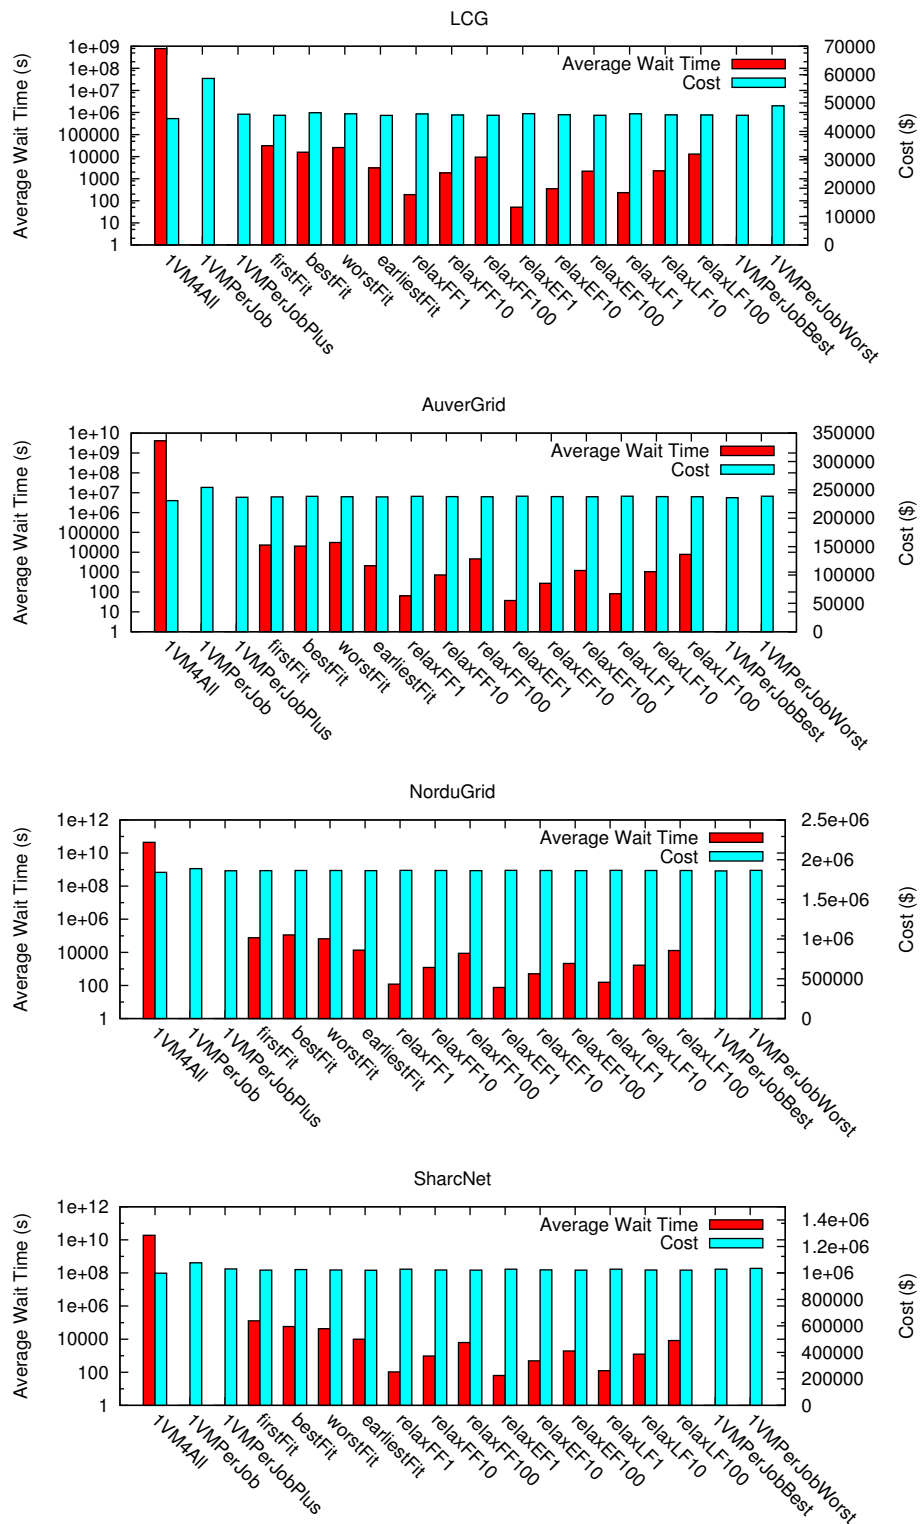 LCG
Average Wait Time (s)
1e+09
1e+08
1e+07
1e+06
100000
10000
1000
100
10
1
Average Wait Time
Cost
70000
60000
50000
40000
30000
20000
10000
0
Cost ($)
1VM4All
1VMPerJob
1VMPerJobPlus
firstFit
bestFit
worstFit
earliestFit
relaxFF1
relaxFF10
relaxFF100
relaxEF1
relaxEF10
relaxEF100
relaxLF1
relaxLF10
relaxLF100
1VMPerJobBest
1VMPerJobWorst
AuverGrid
Average Wait Time (s)
1e+10
1e+09
1e+08
1e+07
1e+06
100000
10000
1000
100
10
1
Average Wait Time
Cost
350000
300000
250000
200000
150000
100000
50000
0
Cost ($)
1VM4All
1VMPerJob
1VMPerJobPlus
firstFit
bestFit
worstFit
earliestFit
relaxFF1
relaxFF10
relaxFF100
relaxEF1
relaxEF10
relaxEF100
relaxLF1
relaxLF10
relaxLF100
1VMPerJobBest
1VMPerJobWorst
NorduGrid
Average Wait Time (s)
1e+12
1e+10
1e+08
1e+06
10000
100
1
Average Wait Time
Cost
2.5e+06
2e+06
1.5e+06
1e+06
500000
0
Cost ($)
1VM4All
1VMPerJob
1VMPerJobPlus
firstFit
bestFit
worstFit
earliestFit
relaxFF1
relaxFF10
relaxFF100
relaxEF1
relaxEF10
relaxEF100
relaxLF1
relaxLF10
relaxLF100
1VMPerJobBest
1VMPerJobWorst
SharcNet
Average Wait Time (s)
1e+12
1e+10
1e+08
1e+06
10000
100
1
Average Wait Time
Cost
1.4e+06
1.2e+06
1e+06
800000
600000
400000
200000
0
Cost ($)
1VM4All
1VMPerJob
1VMPerJobPlus
firstFit
bestFit
worstFit
earliestFit
relaxFF1
relaxFF10
relaxFF100
relaxEF1
relaxEF10
relaxEF100
relaxLF1
relaxLF10
relaxLF100
1VMPerJobBest
1VMPerJobWorst